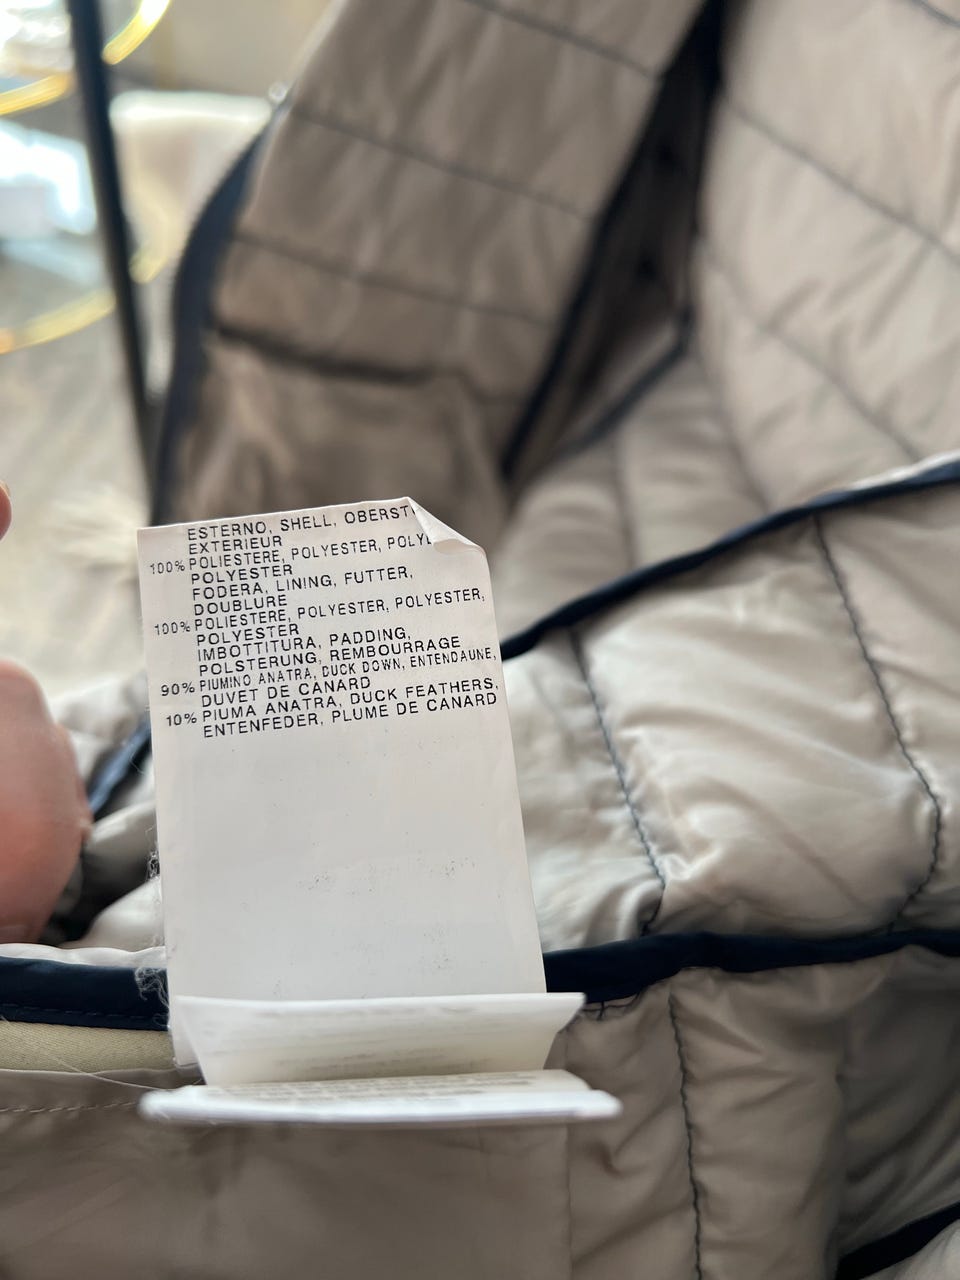 ESTERNO, SHELL,
EXTERIEUR
100% POLIESTERE, POLYESTER,
POLYESTER
FODERA, LINING, FUTTER,
DOUBLURE
100% POLIESTERE, POLYESTER, POLYESTER,
POLYESTER
IMBOTTITURA, PADDING,
POLSTERUNG, REMBOURRAGE
90% PIUMINO ANATRA, DUCK DOWN, ENTENDAUNE,
DUVET DE CANARD
10% PIUMA ANATRA, DUCK FEATHERS,
ENTENFEDER, PLUME DE CANARD